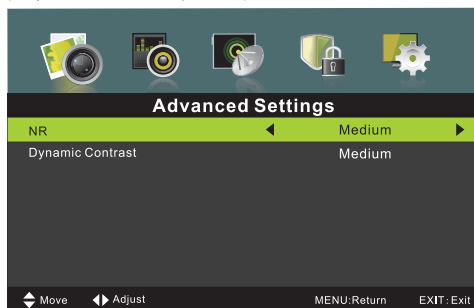 Advanced Settings
NR Medium
Dynamic Contrast Medium
Move Adjust MENU:Return EXIT:Exit